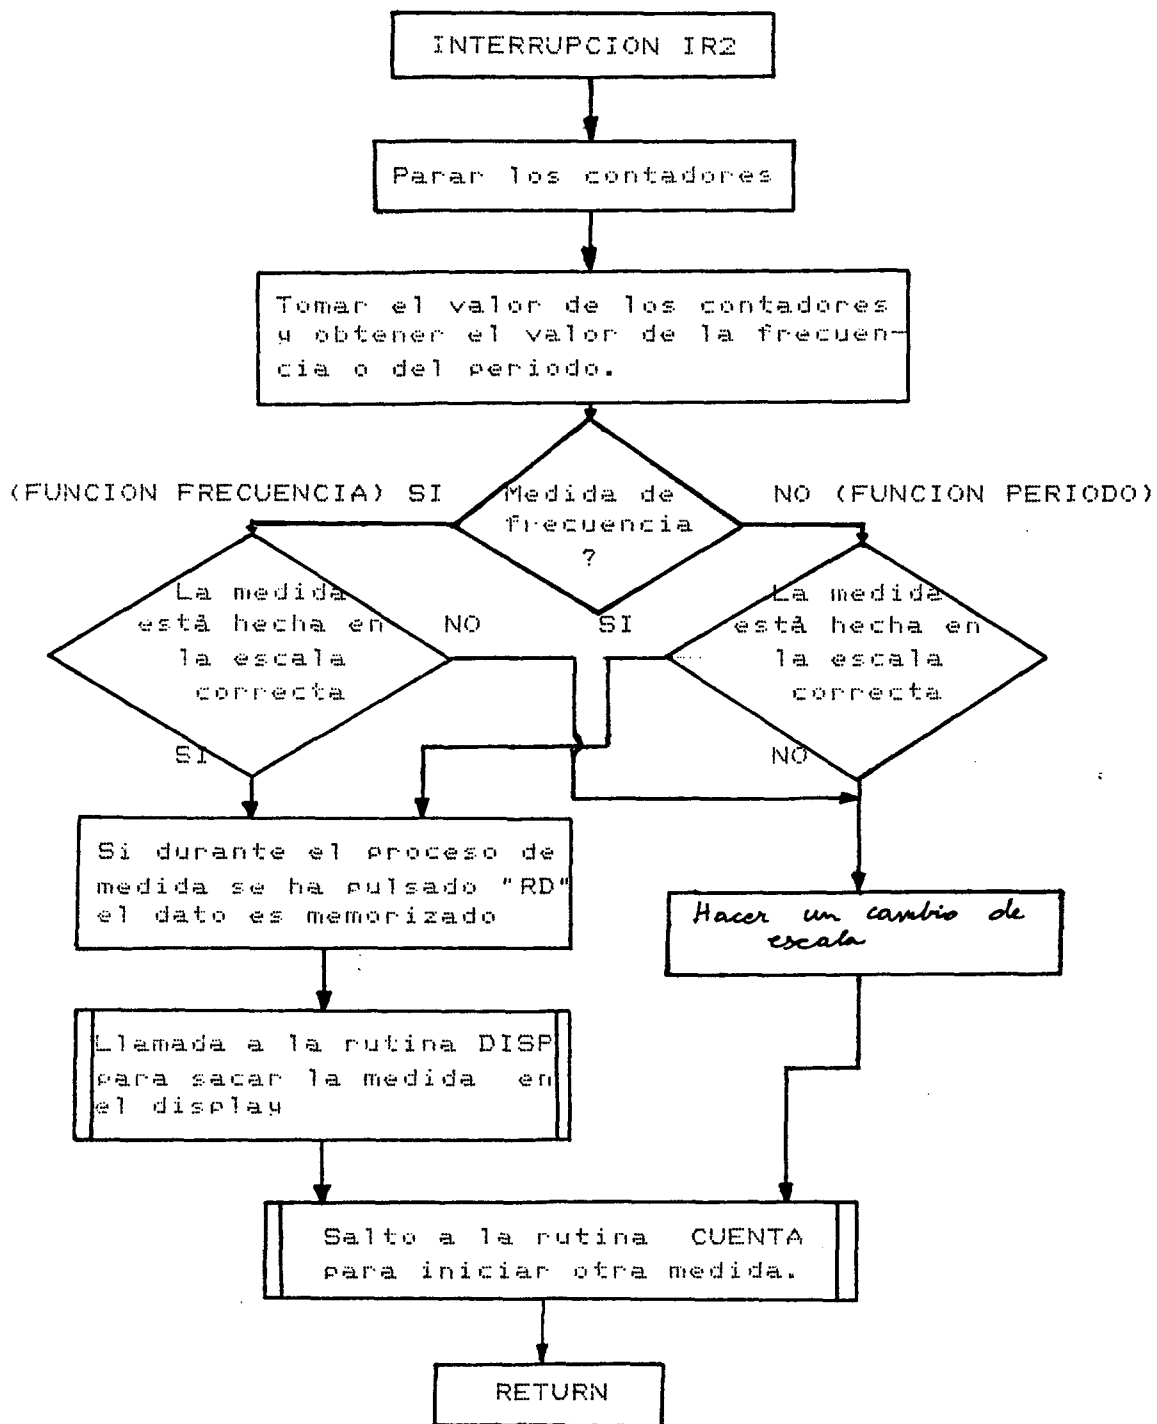 INTERRUPCION IR2
Parar los contadores
Tomar el valor de los contadores
y obtener el valor de la frecuen-
cia o del periodo.
(FUNCION FRECUENCIA) SI
Medida de
frecuencia
?
NO (FUNCION PERIODO)
La medida
está hecha en
la escala
correcta
NO
SI
SI
La medida
está hecha en
la escala
correcta
NO
Si durante el proceso de
medida se ha pulsado "RD"
el dato es memorizado
Hacer un cambio de
escala
Llamada a la rutina DISP
para sacar la medida en
el display
Salto a la rutina CUENTA
para iniciar otra medida.
RETURN